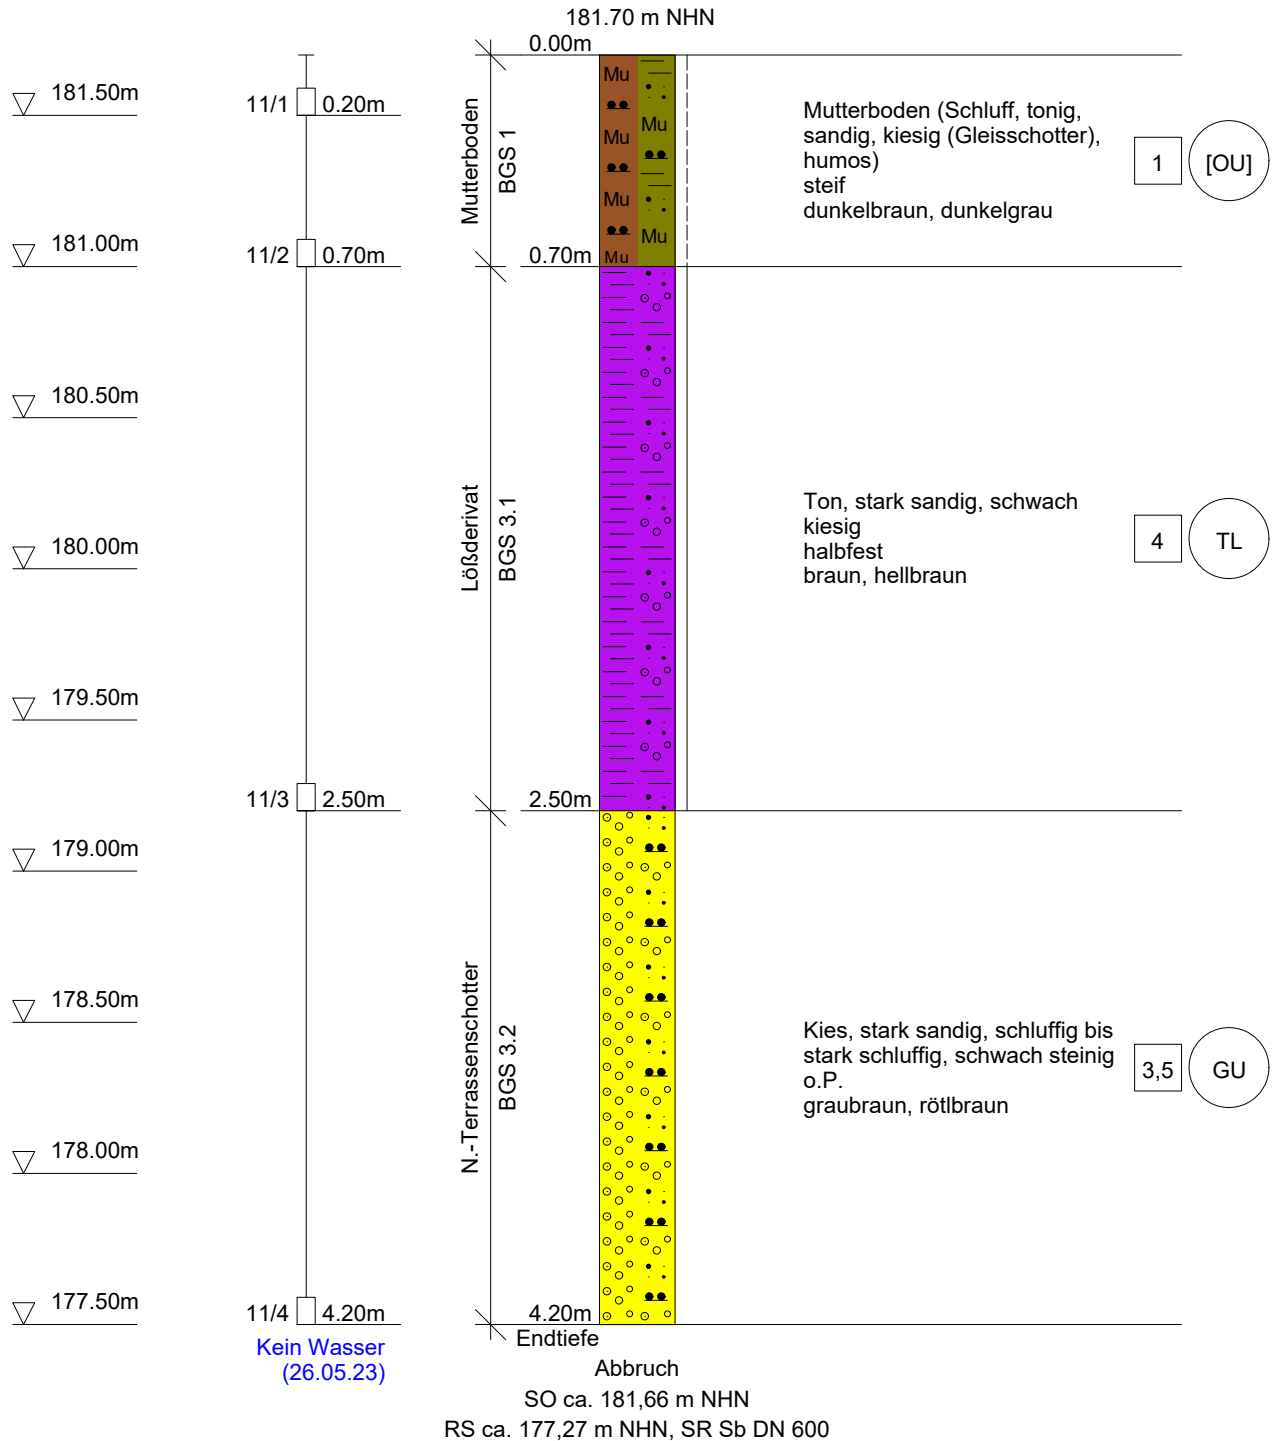 181.70 m NHN
0.00m
181.50m
11/1 0.20m
181.00m
11/2 0.70m
0.70m
180.50m
180.00m
179.50m
11/3 2.50m
2.50m
179.00m
178.50m
178.00m
177.50m
11/4 4.20m
4.20m
Kein Wasser
(26.05.23)
Mutterboden
BGS 1
Lößderivat
BGS 3.1
N.-Terrassenschotter
BGS 3.2
Mu
Mu
Mu
Mu
Mu
Mu
Mutterboden (Schluff, tonig,
sandig, kiesig (Gleisschotter),
humos)
steif
dunkelbraun, dunkelgrau
1 [OU]
Ton, stark sandig, schwach
kiesig
halbfest
braun, hellbraun
4 TL
Kies, stark sandig, schluffig bis
stark schluffig, schwach steinig
o.P.
graubraun, rötlbraun
3,5 GU
Endtiefe
Abbruch
SO ca. 181,66 m NHN
RS ca. 177,27 m NHN, SR Sb DN 600